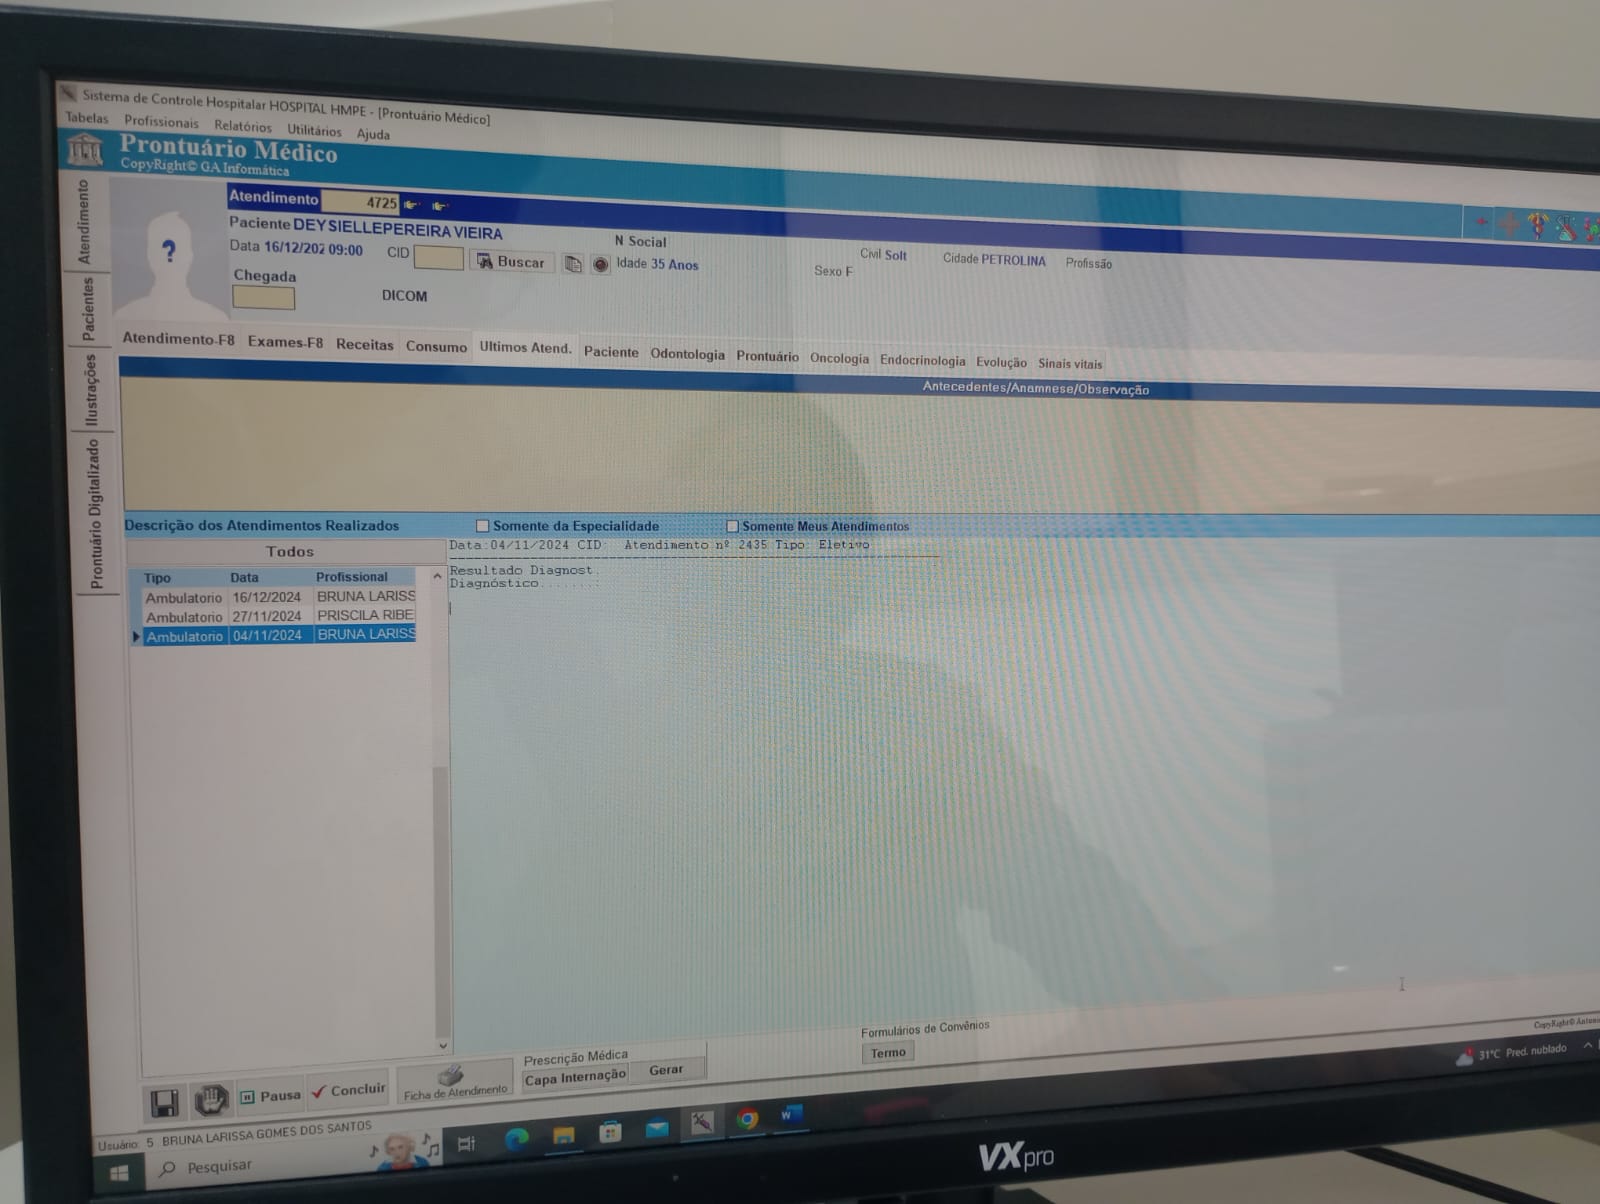 Sistema de Controle Hospitalar HOSPITAL HMPE - [Prontuário Médico]
Tabelas Profissionais Relatórios Utilitários Ajuda
Prontuário Médico
CopyRight© GA Informática
Atendimento 4725
Paciente DEYSIELLEPEREIRA VIEIRA
Data 16/12/202 09:00 CID Buscar
N Social
Idade 35 Anos
Sexo F
Civil Solt
Cidade PETROLINA
Profissão
Chegada
DICOM
Atendimento
Pacientes
Ilustrações
Prontuário Digitalizado
Atendimento-F8 Exames-F8 Receitas Consumo Ultimos Atend. Paciente Odontologia Prontuário Oncologia Endocrinologia Evolução Sinais vitais
Antecedentes/Anamnese/Observação
Descrição dos Atendimentos Realizados Somente da Especialidade Somente Meus Atendimentos
Todos
Tipo Data Profissional
Ambulatorio 16/12/2024 BRUNA LARISS
Ambulatorio 27/11/2024 PRISCILA RIBE
Ambulatorio 04/11/2024 BRUNA LARISS
Data:04/11/2024 CID: Atendimento nº 2435 Tipo: Eletivo
Resultado Diagnost.
Diagnóstico.......:
Formulários de Convênios
Termo
Prescrição Médica
Capa Internação Gerar
Pausa Concluir Ficha de Atendimento
Usuário: 5 BRUNA LARISSA GOMES DOS SANTOS
Pesquisar
31°C Pred. nublado
VXpro